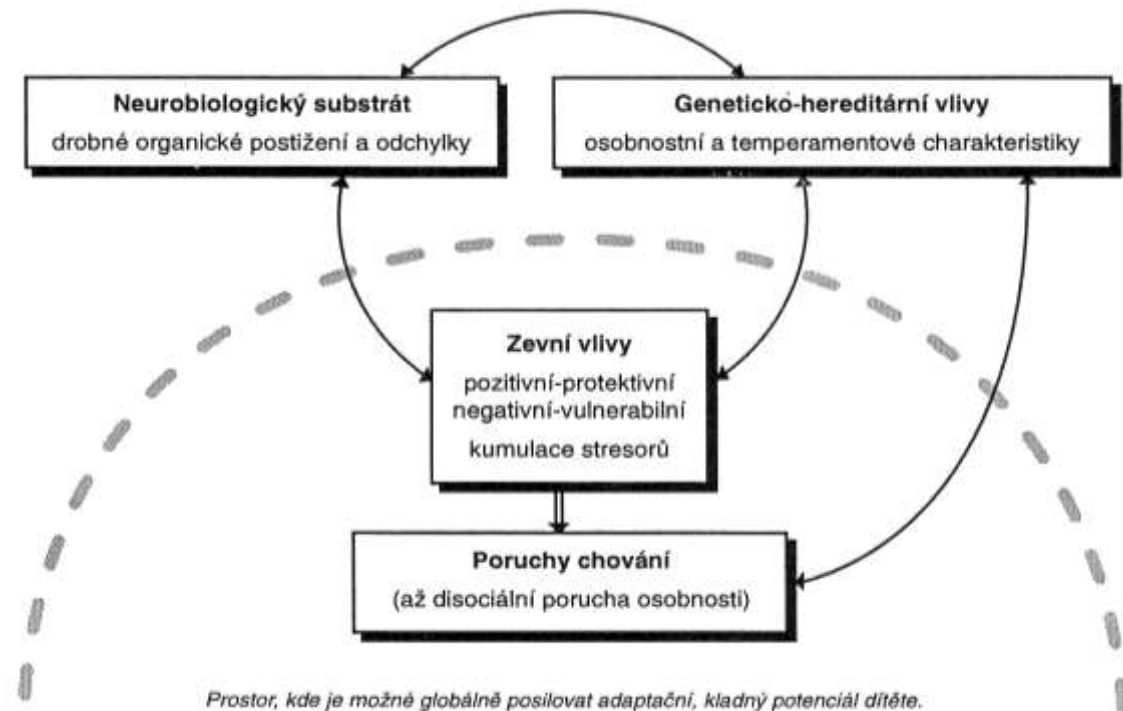 Neurobiologický substrát
drobné organické postižení a odchylky
Geneticko-hereditární vlivy
osobnostní a temperamentové charakteristiky
Zevní vlivy
pozitivní-protektivní
negativní-vulnerabilní
kumulace stresorů
Poruchy chování
(až disociální porucha osobnosti)
Prostor, kde je možné globálně posilovat adaptační, kladný potenciál dítěte.